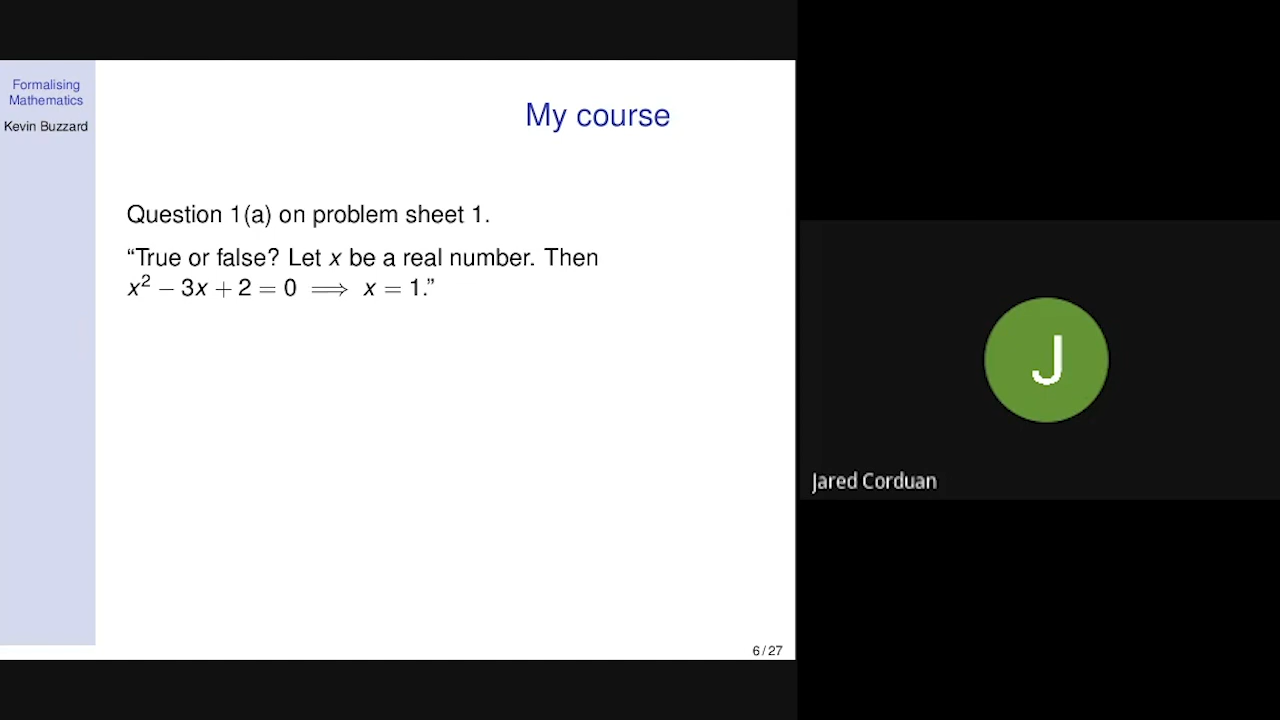 Formalising
Mathematics
Kevin Buzzard
My course
Question 1(a) on problem sheet 1.
“True or false? Let x be a real number. Then
x² − 3x + 2 = 0 ⟹ x = 1.”
6 / 27
J
Jared Corduan